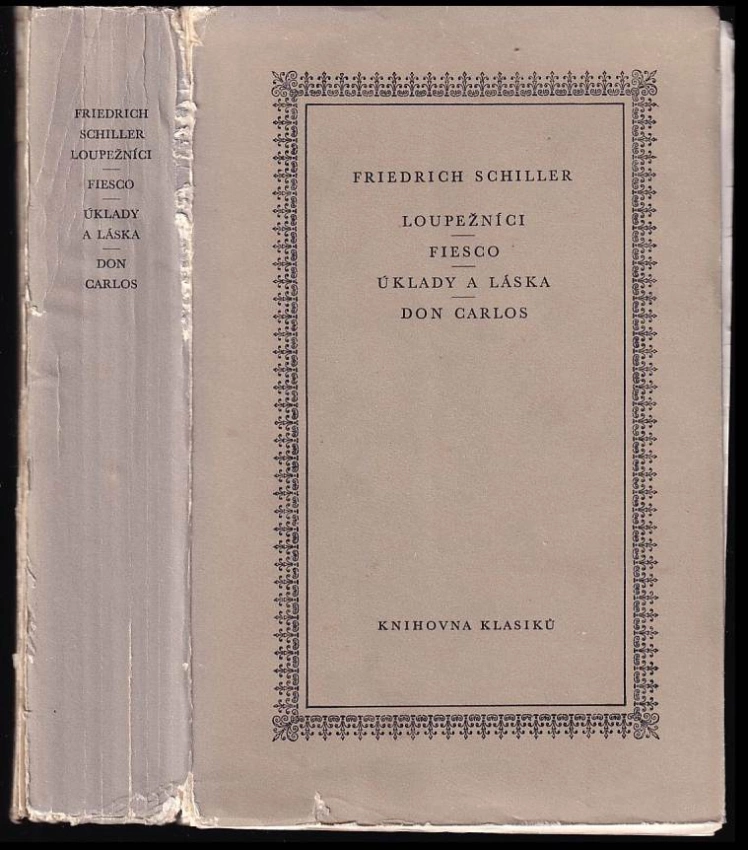 FRIEDRICH
SCHILLER
LOUPEŽNÍCI
FIESCO
ÚKLADY
A LÁSKA
DON
CARLOS
FRIEDRICH SCHILLER
LOUPEŽNÍCI
FIESCO
ÚKLADY A LÁSKA
DON CARLOS
KNIHOVNA KLASIKŮ